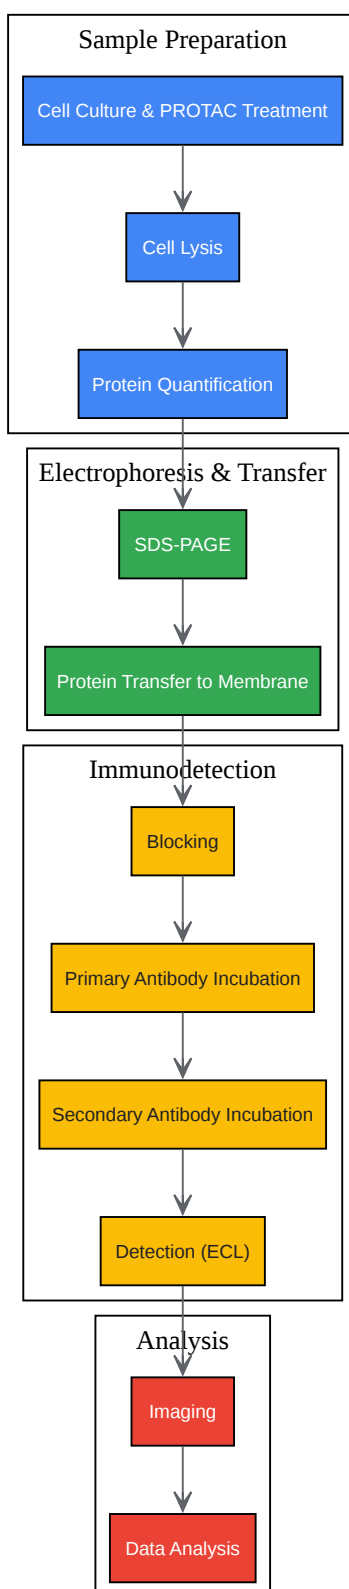 Sample Preparation
Cell Culture & PROTAC Treatment
Cell Lysis
Protein Quantification
Electrophoresis & Transfer
SDS-PAGE
Protein Transfer to Membrane
Immunodetection
Blocking
Primary Antibody Incubation
Secondary Antibody Incubation
Detection (ECL)
Analysis
Imaging
Data Analysis